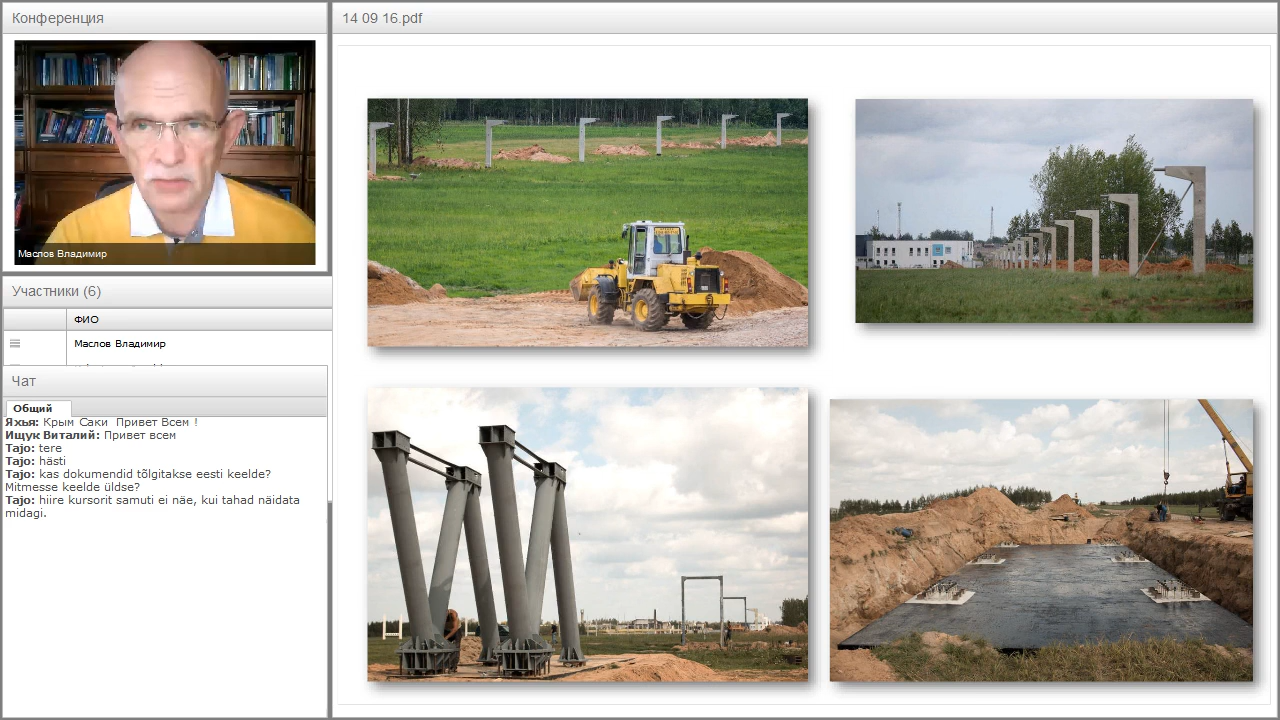 Конференция
Маслов Владимир
Участники (6)
ФИО
Маслов Владимир
Чат
Общий
Яхья: Крым Саки Привет Всем !
Ищук Виталий: Привет всем
Tajo: tere
Tajo: hästi
Tajo: kas dokumendid tõlgitakse eesti keelde?
Mitmesse keelde üldse?
Tajo: hiire kursorit samuti ei näe, kui tahad näidata
midagi.
14 09 16.pdf